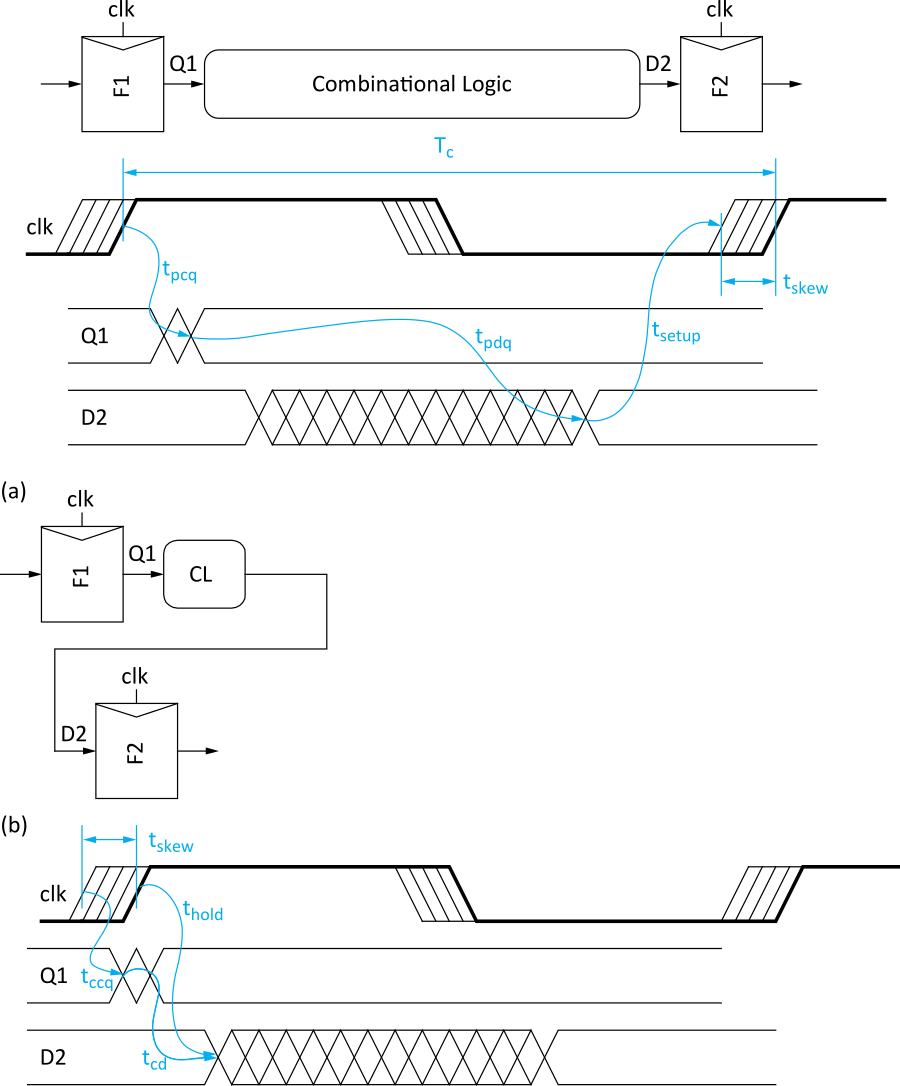 clk clk
F1 Q1 Combinational Logic D2 F2
Tc
clk
tpcq
tskew
Q1 tpdq tsetup
D2
(a)
clk
F1 Q1 CL
clk
D2 F2
(b)
tskew
clk thold
Q1 tccq
D2 tcd